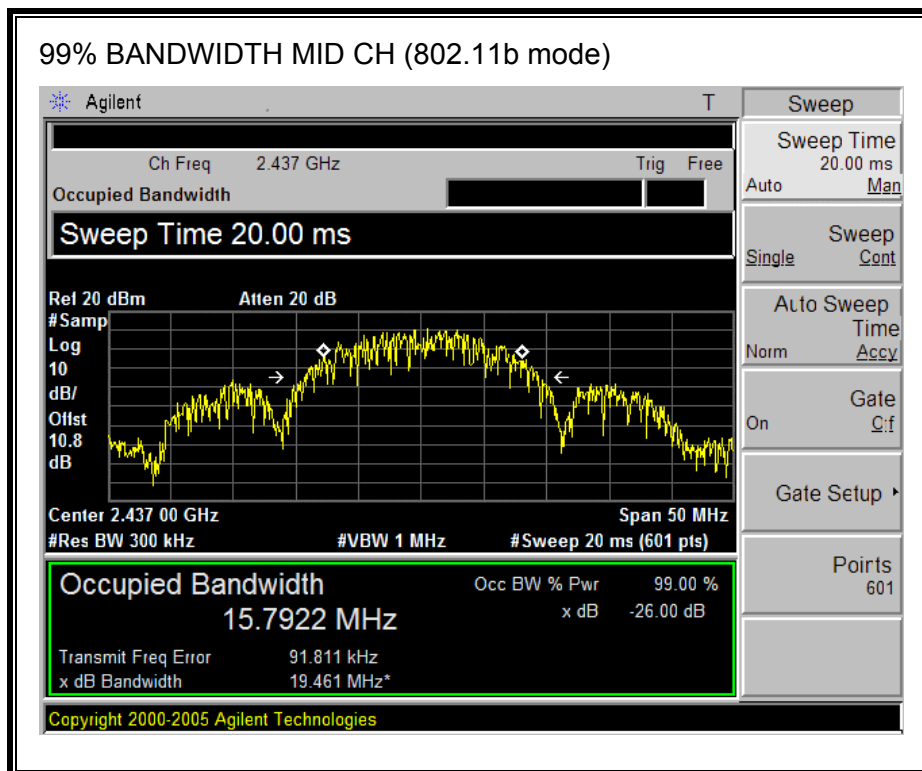 99% BANDWIDTH MID CH (802.11b mode)
Agilent T
Ch Freq 2.437 GHz Trig Free
Occupied Bandwidth
Sweep Time 20.00 ms
Ref 20 dBm Atten 20 dB
#Samp
Log
10
dB/
Offst
10.8
dB
Center 2.437 00 GHz Span 50 MHz
#Res BW 300 kHz #VBW 1 MHz #Sweep 20 ms (601 pts)
Occupied Bandwidth
15.7922 MHz
Occ BW % Pwr 99.00 %
x dB -26.00 dB
Transmit Freq Error 91.811 kHz
x dB Bandwidth 19.461 MHz*
Copyright 2000-2005 Agilent Technologies
Sweep
Sweep Time
20.00 ms
Auto Man
Sweep
Single Cont
Auto Sweep
Time
Norm Accy
Gate
On Off
Gate Setup
Points
601